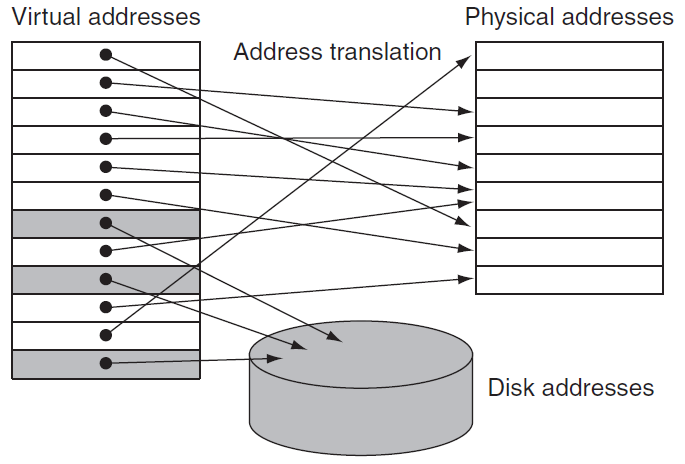 Virtual addresses
Physical addresses
Address translation
Disk addresses